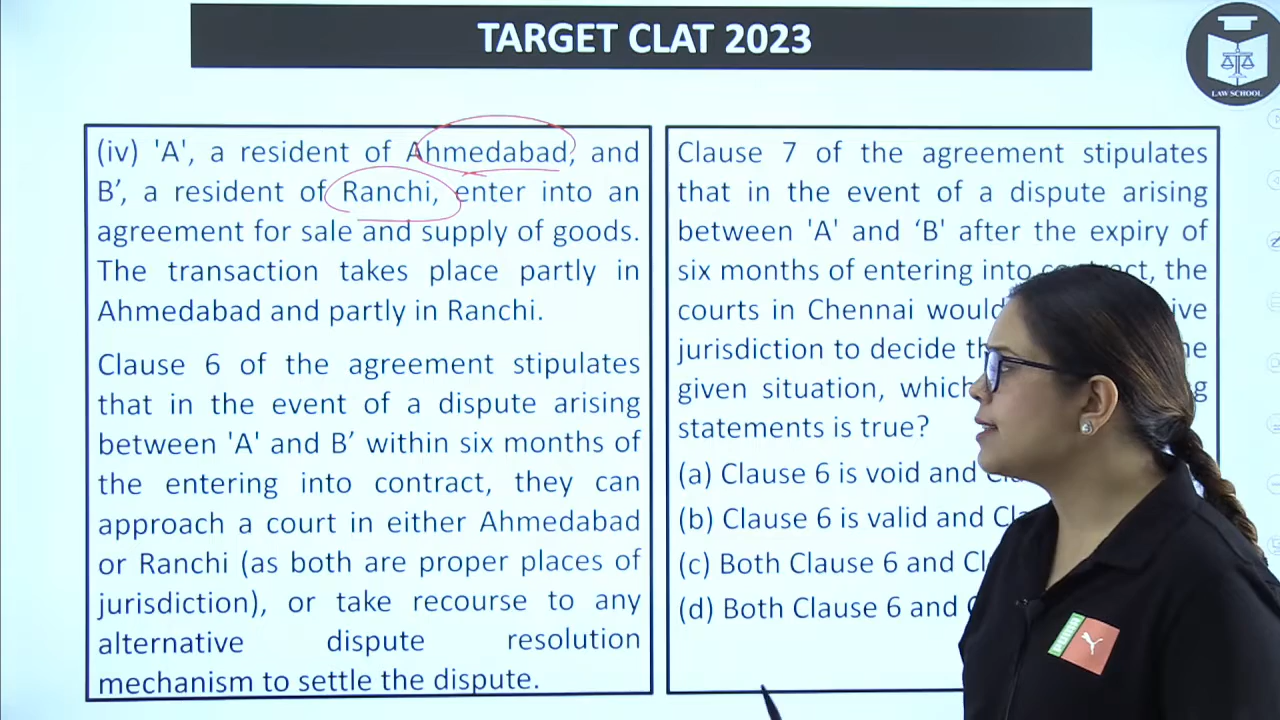 TARGET CLAT 2023
LAW SCHOOL
(iv) 'A', a resident of Ahmedabad, and
B’, a resident of Ranchi, enter into an
agreement for sale and supply of goods.
The transaction takes place partly in
Ahmedabad and partly in Ranchi.
Clause 6 of the agreement stipulates
that in the event of a dispute arising
between 'A' and B’ within six months of
the entering into contract, they can
approach a court in either Ahmedabad
or Ranchi (as both are proper places of
jurisdiction), or take recourse to any
alternative dispute resolution
mechanism to settle the dispute.
Clause 7 of the agreement stipulates
that in the event of a dispute arising
between 'A' and ‘B' after the expiry of
six months of entering into contract, the
courts in Chennai would
jurisdiction to decide
given situation, which
statements is true?
(a) Clause 6 is void and
(b) Clause 6 is valid and
(c) Both Clause 6 and
(d) Both Clause 6 and